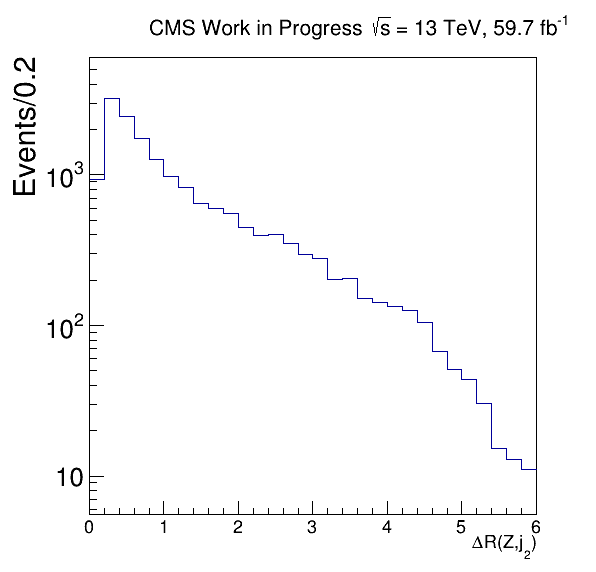 CMS Work in Progress √s = 13 TeV, 59.7 fb⁻¹
Events/0.2
10³
10²
10
0 1 2 3 4 5 6
ΔR(Z,j₂)